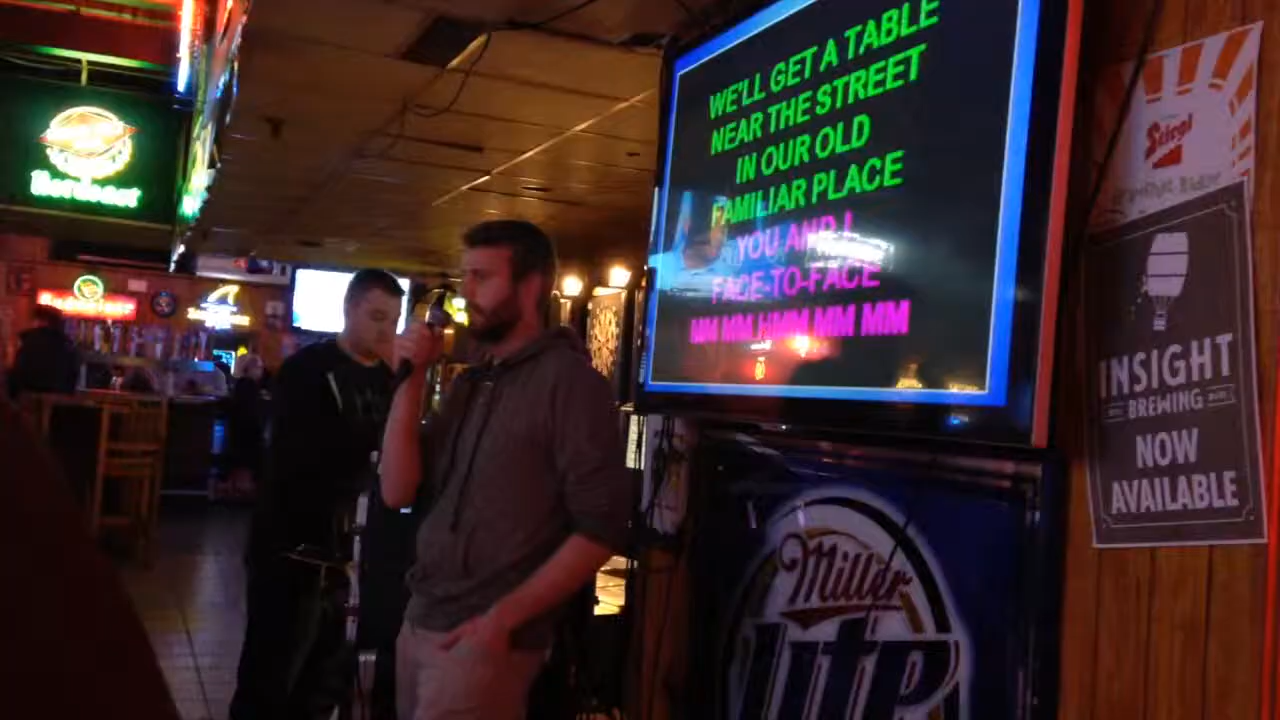 WE'LL GET A TABLE
NEAR THE STREET
IN OUR OLD
FAMILIAR PLACE
YOU AND I
FACE-TO-FACE
MM MM HMM MM MM
Stiegl
INSIGHT
BREWING
NOW
AVAILABLE
Miller
Lite